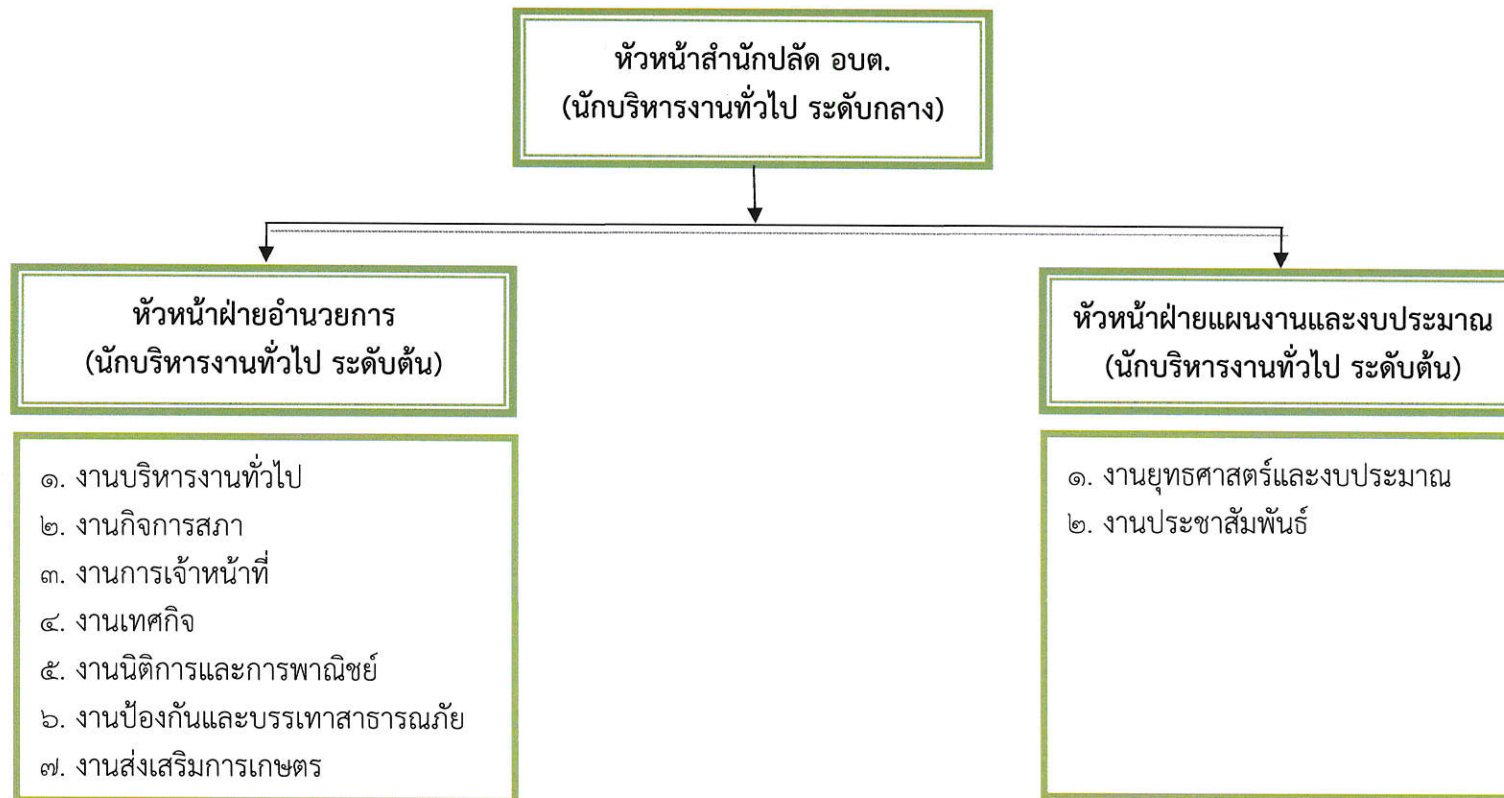 หัวหน้าสำนักปลัด อบต.
(นักบริหารงานทั่วไป ระดับกลาง)
หัวหน้าฝ่ายอำนวยการ
(นักบริหารงานทั่วไป ระดับต้น)
๑. งานบริหารงานทั่วไป
๒. งานกิจการสภา
๓. งานการเจ้าหน้าที่
๔. งานเทศกิจ
๕. งานนิติการและการพาณิชย์
๖. งานป้องกันและบรรเทาสาธารณภัย
๗. งานส่งเสริมการเกษตร
หัวหน้าฝ่ายแผนงานและงบประมาณ
(นักบริหารงานทั่วไป ระดับต้น)
๑. งานยุทธศาสตร์และงบประมาณ
๒. งานประชาสัมพันธ์